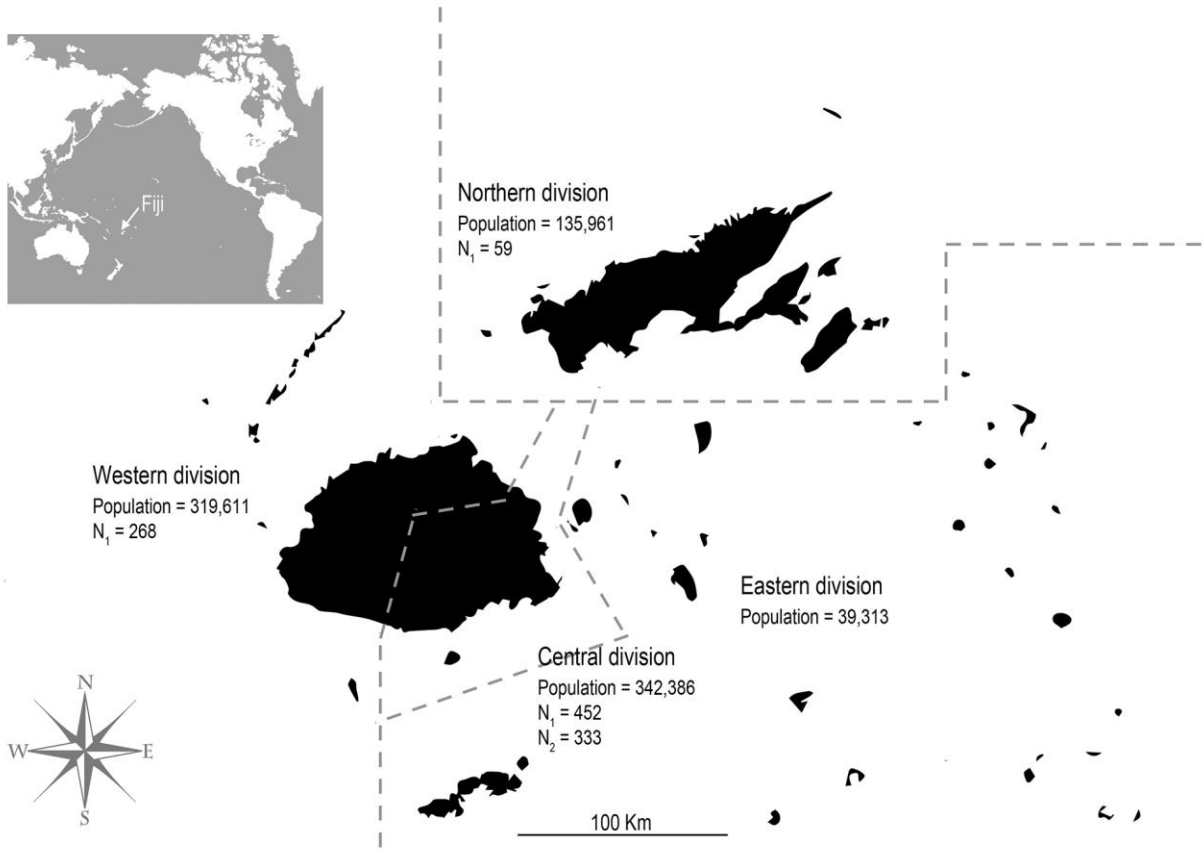 Fiji
Northern division
Population = 135,961
N₁ = 59
Western division
Population = 319,611
N₁ = 268
Eastern division
Population = 39,313
Central division
Population = 342,386
N₁ = 452
N₂ = 333
N
W E
S
100 Km